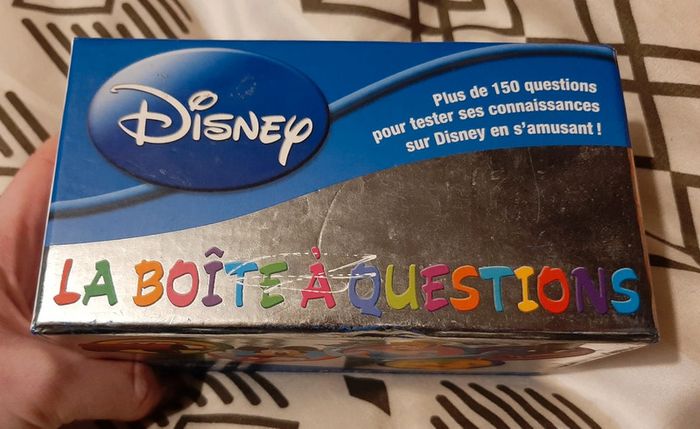 Disney
Plus de 150 questions
pour tester ses connaissances
sur Disney en s'amusant !
LA BOÎTE À QUESTIONS